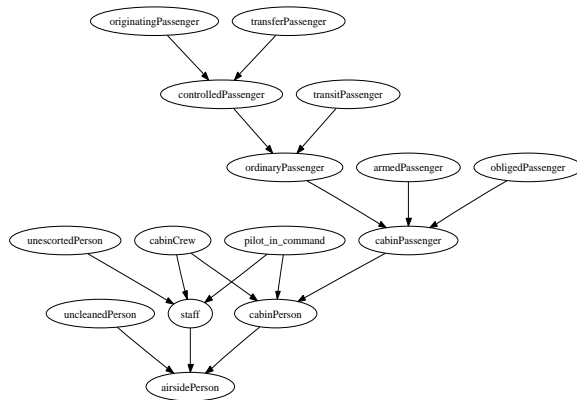 originatingPassenger
transferPassenger
controlledPassenger
transitPassenger
ordinaryPassenger
armedPassenger
obligedPassenger
unescortedPerson
cabinCrew
pilot_in_command
cabinPassenger
uncleanedPerson
staff
cabinPerson
airsidePerson